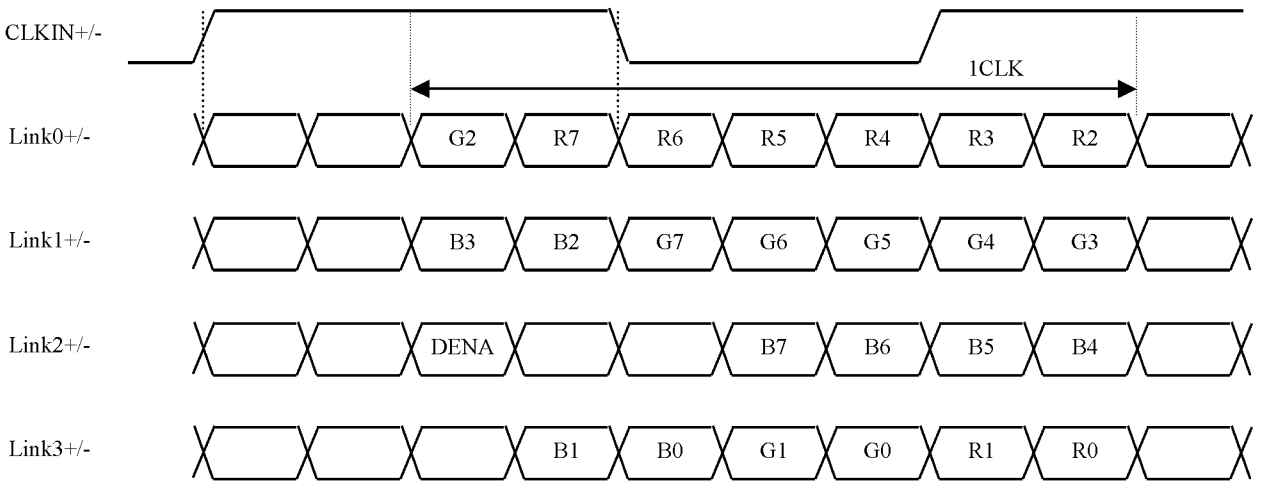 CLKIN+/-
1CLK
Link0+/- G2 R7 R6 R5 R4 R3 R2
Link1+/- B3 B2 G7 G6 G5 G4 G3
Link2+/- DENA B7 B6 B5 B4
Link3+/- B1 B0 G1 G0 R1 R0